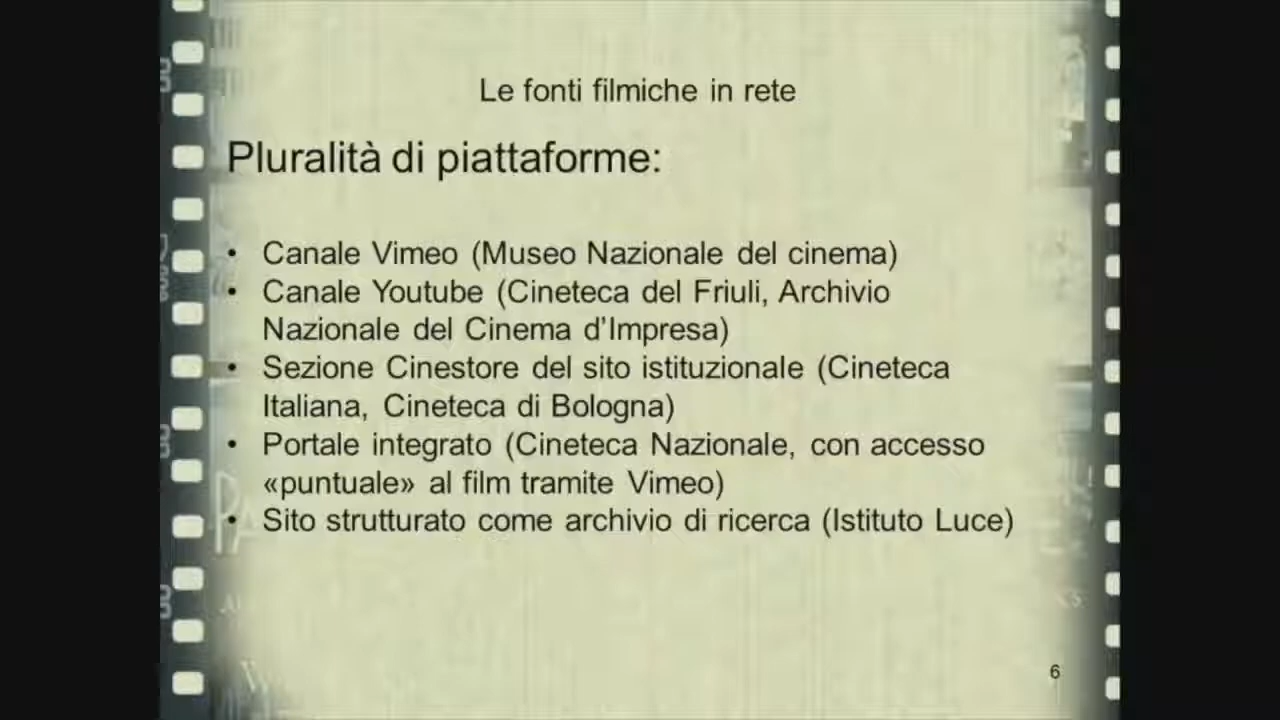 Le fonti filmiche in rete
Pluralità di piattaforme:
• Canale Vimeo (Museo Nazionale del cinema)
• Canale Youtube (Cineteca del Friuli, Archivio
Nazionale del Cinema d’Impresa)
• Sezione Cinestore del sito istituzionale (Cineteca
Italiana, Cineteca di Bologna)
• Portale integrato (Cineteca Nazionale, con accesso
«puntuale» al film tramite Vimeo)
• Sito strutturato come archivio di ricerca (Istituto Luce)
6